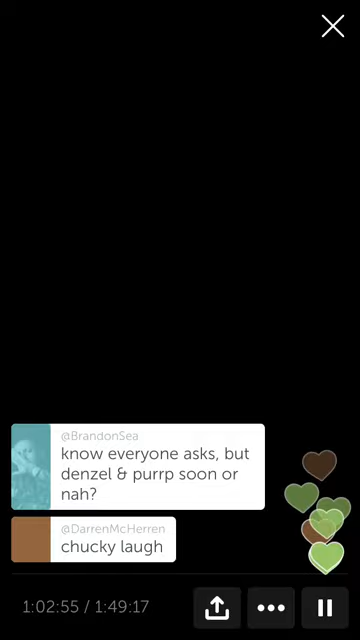 @BrandonSea
know everyone asks, but
denzel & purrp soon or
nah?
@DarrenMcHerren
chucky laugh
1:02:55 / 1:49:17